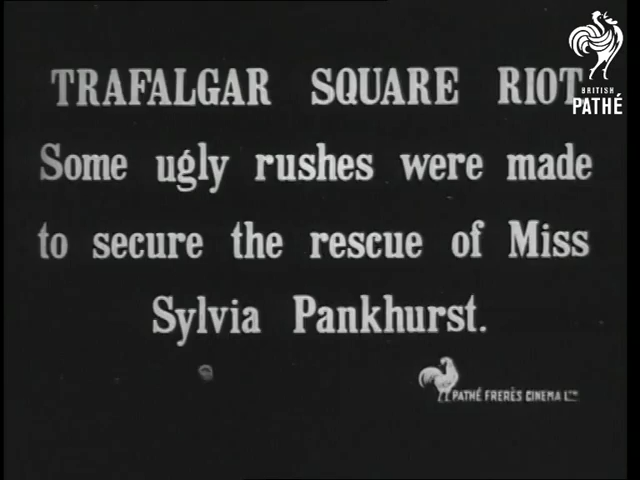 BRITISH
PATHÉ
TRAFALGAR SQUARE RIOT
Some ugly rushes were made
to secure the rescue of Miss
Sylvia Pankhurst.
PATHÉ FRERÈS CINEMA LTD